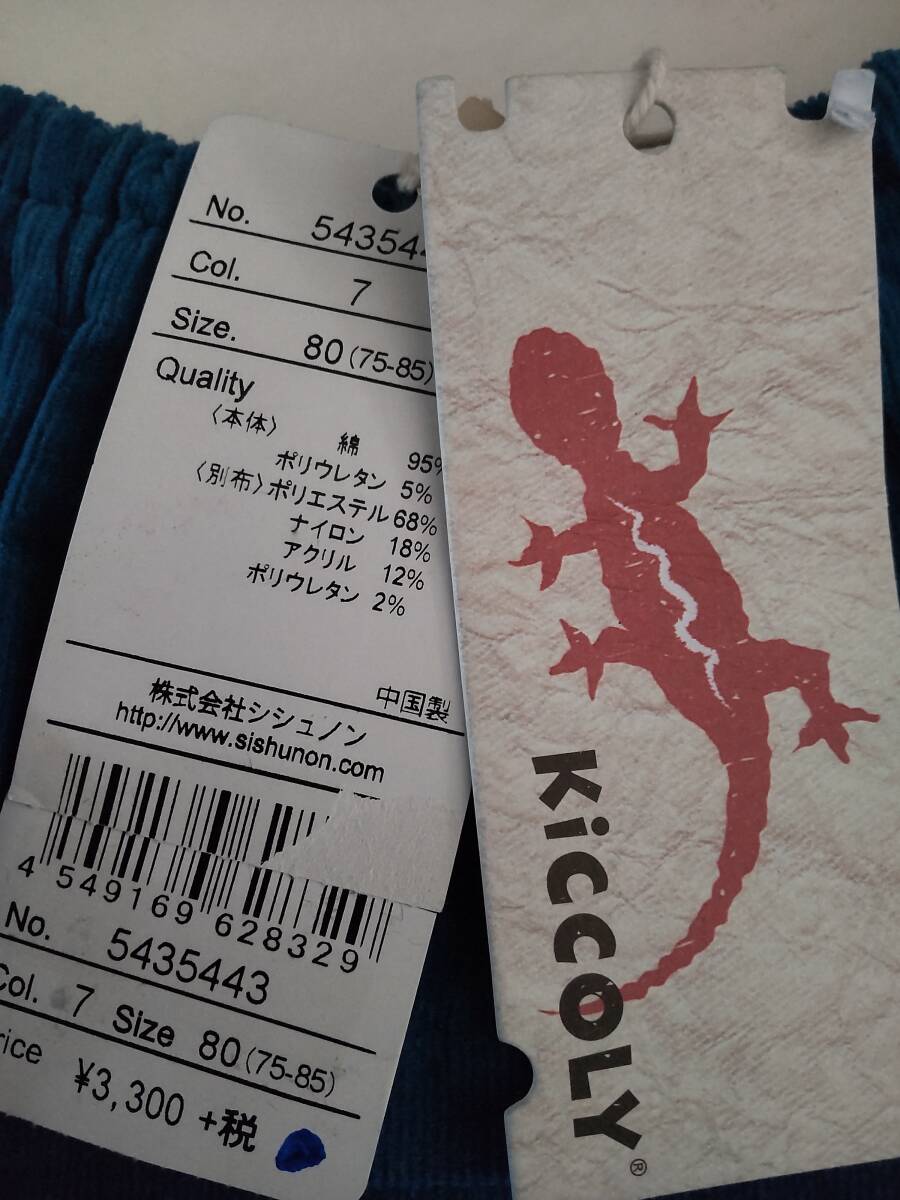 No. 54354
Col. 7
Size. 80 (75-85)
Quality
〈本体〉 綿 95%
ポリウレタン 5%
〈別布〉ポリエステル 68%
ナイロン 18%
アクリル 12%
ポリウレタン 2%
中国製
株式会社シシュノン
http://www.sishunon.com
4 549169 628329
No. 5435443
Col. 7 Size 80 (75-85)
rice ¥3,300 +税
KiCCOLY®